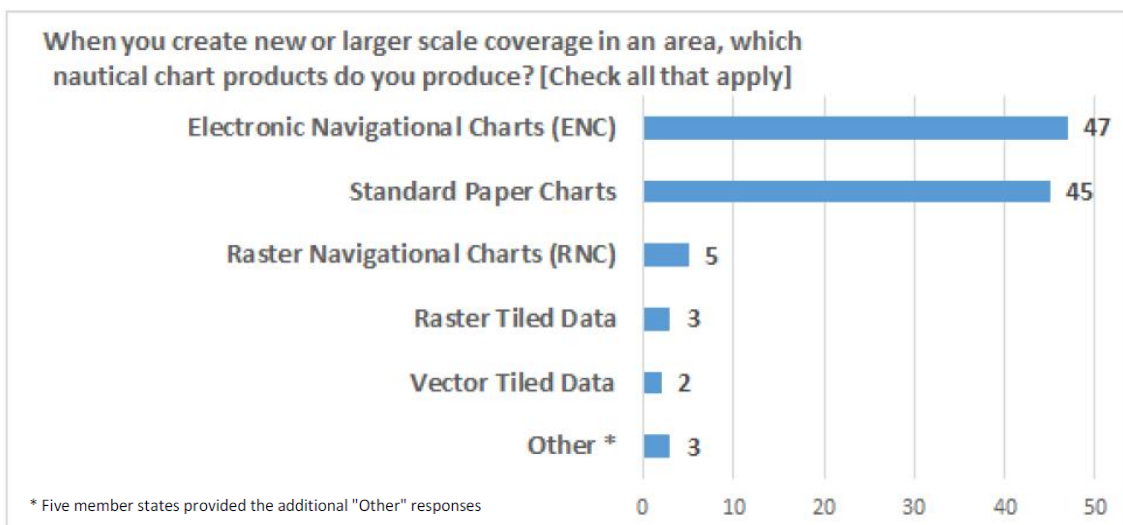 When you create new or larger scale coverage in an area, which
nautical chart products do you produce? [Check all that apply]
Electronic Navigational Charts (ENC) 47
Standard Paper Charts 45
Raster Navigational Charts (RNC) 5
Raster Tiled Data 3
Vector Tiled Data 2
Other * 3
* Five member states provided the additional "Other" responses
0 10 20 30 40 50